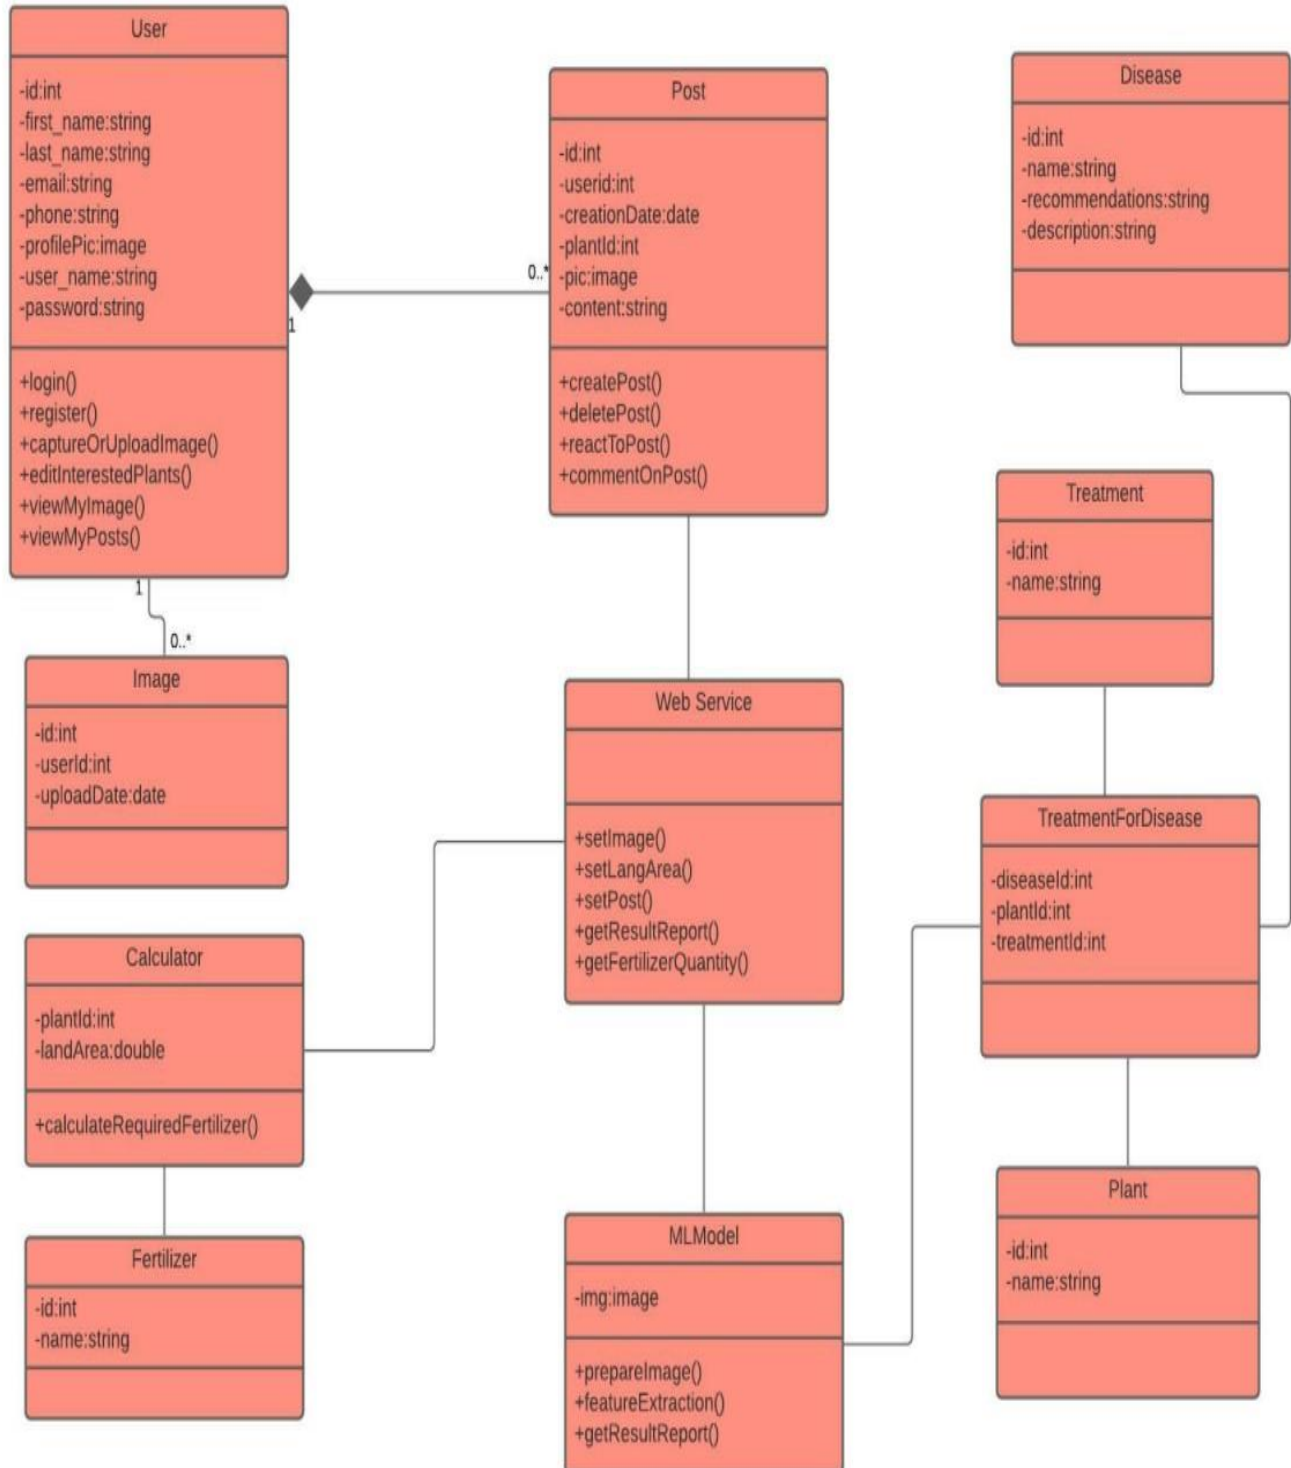 User
-id:int
-first_name:string
-last_name:string
-email:string
-phone:string
-profilePic:image
-user_name:string
-password:string
+login()
+register()
+captureOrUploadImage()
+editInterestedPlants()
+viewMyImage()
+viewMyPosts()
1
0..*
1
0..*
Post
-id:int
-userid:int
-creationDate:date
-plantId:int
-pic:image
-content:string
+createPost()
+deletePost()
+reactToPost()
+commentOnPost()
Disease
-id:int
-name:string
-recommendations:string
-description:string
Treatment
-id:int
-name:string
Image
-id:int
-userId:int
-uploadDate:date
Web Service
+setImage()
+setLangArea()
+setPost()
+getResultReport()
+getFertilizerQuantity()
TreatmentForDisease
-diseaseId:int
-plantId:int
-treatmentId:int
Calculator
-plantId:int
-landArea:double
+calculateRequiredFertilizer()
Fertilizer
-id:int
-name:string
MLModel
-img:image
+prepareImage()
+featureExtraction()
+getResultReport()
Plant
-id:int
-name:string